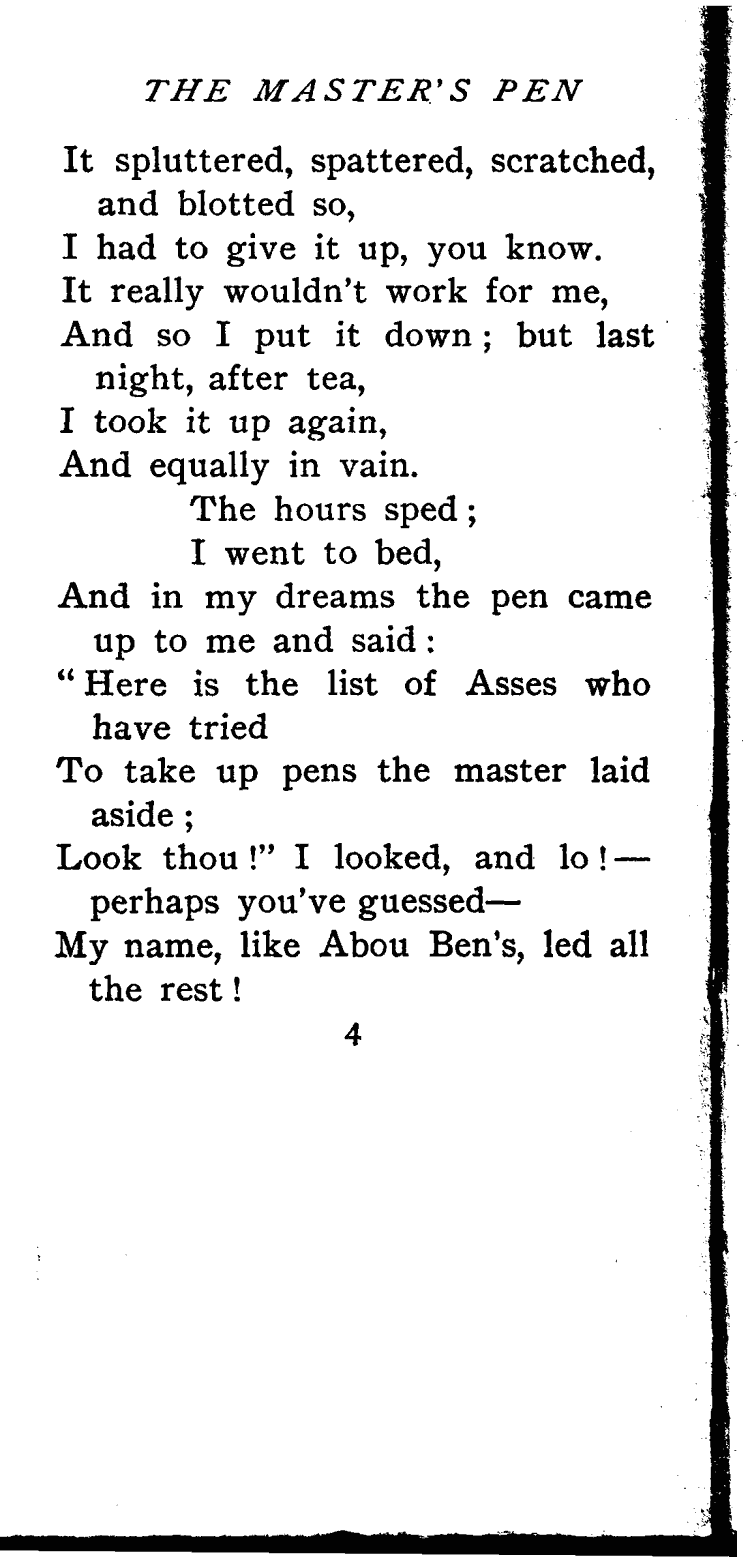 THE MASTER'S PEN
It spluttered, spattered, scratched,
and blotted so,
I had to give it up, you know.
It really wouldn't work for me,
And so I put it down ; but last
night, after tea,
I took it up again,
And equally in vain.
The hours sped ;
I went to bed,
And in my dreams the pen came
up to me and said :
“ Here is the list of Asses who
have tried
To take up pens the master laid
aside ;
Look thou !” I looked, and lo ! —
perhaps you've guessed—
My name, like Abou Ben's, led all
the rest !
4